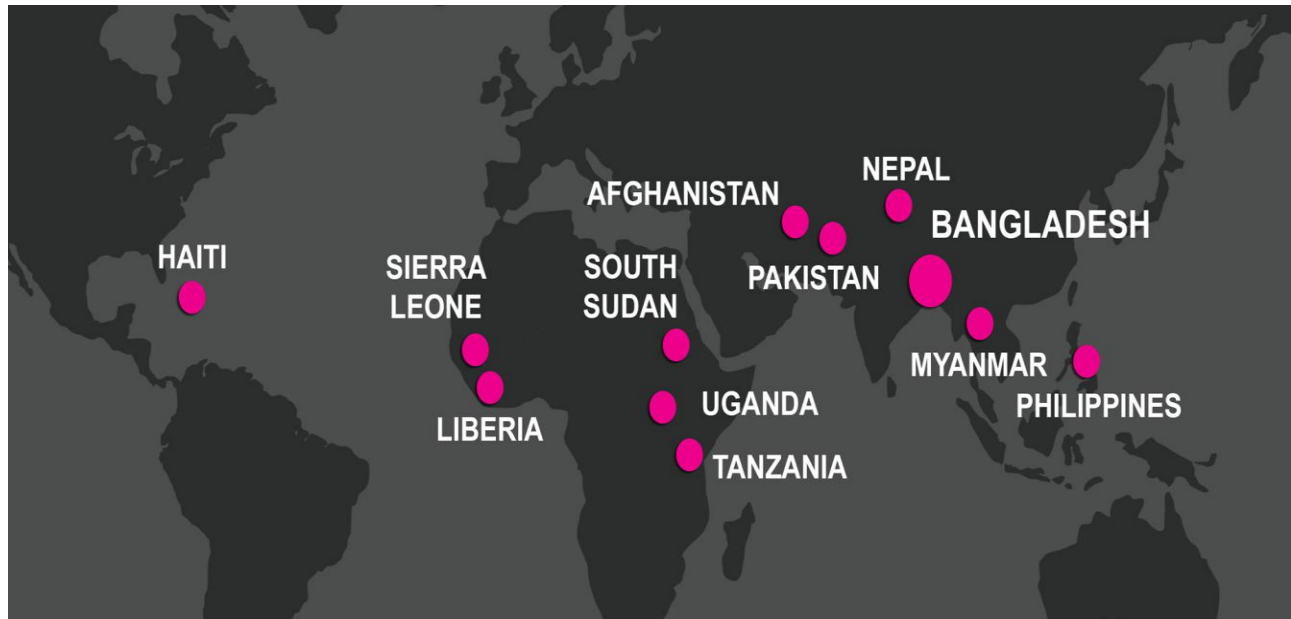 NEPAL
AFGHANISTAN
BANGLADESH
HAITI
SIERRA
LEONE
SOUTH
SUDAN
PAKISTAN
MYANMAR
PHILIPPINES
UGANDA
LIBERIA
TANZANIA